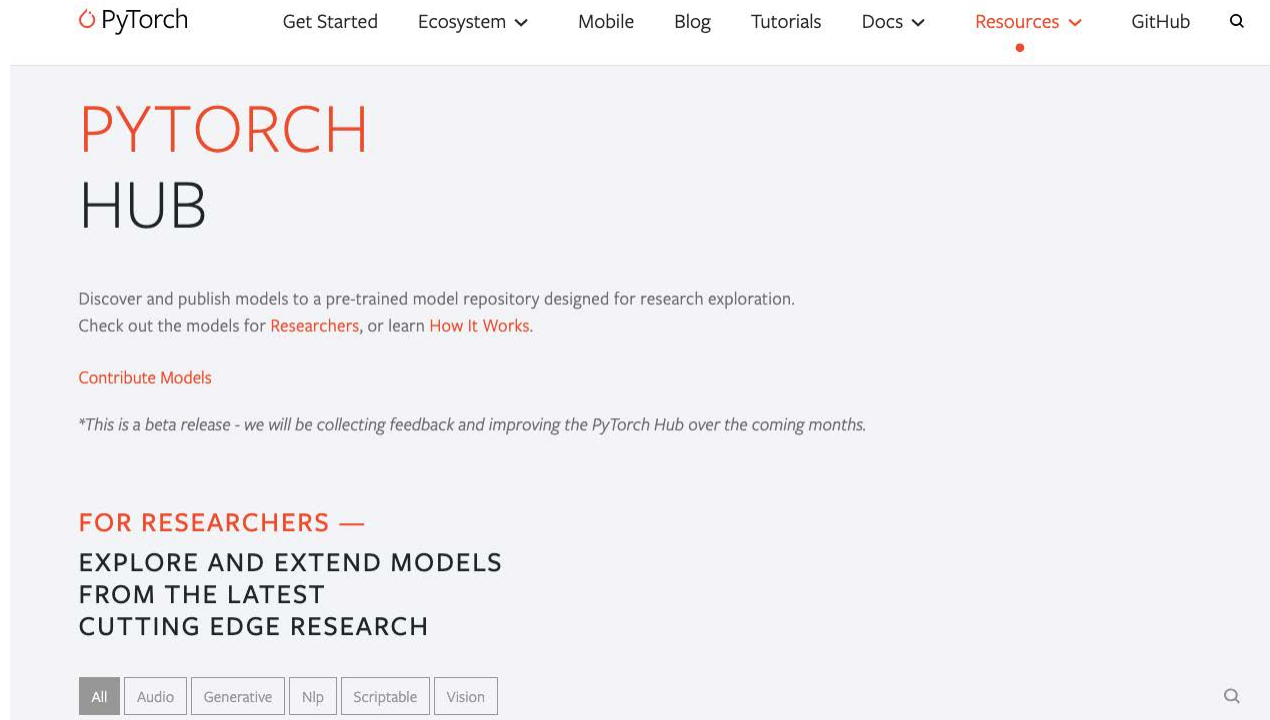 PyTorch Get Started Ecosystem Mobile Blog Tutorials Docs Resources GitHub
PYTORCH
HUB
Discover and publish models to a pre-trained model repository designed for research exploration.
Check out the models for Researchers, or learn How It Works.
Contribute Models
*This is a beta release - we will be collecting feedback and improving the PyTorch Hub over the coming months.
FOR RESEARCHERS —
EXPLORE AND EXTEND MODELS
FROM THE LATEST
CUTTING EDGE RESEARCH
All Audio Generative Nlp Scriptable Vision